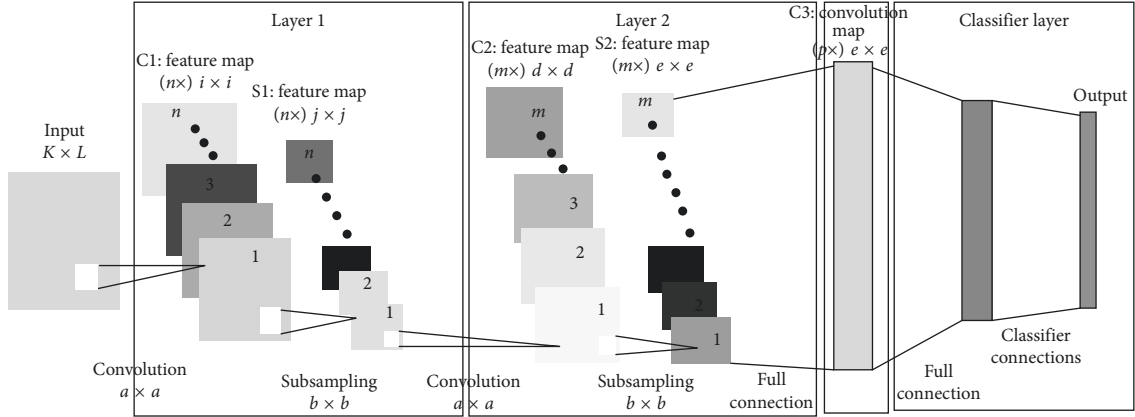 Layer 1
Layer 2
C3: convolution
map
(p×) e × e
Classifier layer
C1: feature map
(n×) i × i
S1: feature map
(n×) j × j
C2: feature map
(m×) d × d
S2: feature map
(m×) e × e
Input
K × L
n
3
2
1
n
2
1
m
3
2
1
m
2
1
Output
Convolution
a × a
Subsampling
b × b
Convolution
a × a
Subsampling
b × b
Full
connection
Full
connection
Classifier
connections